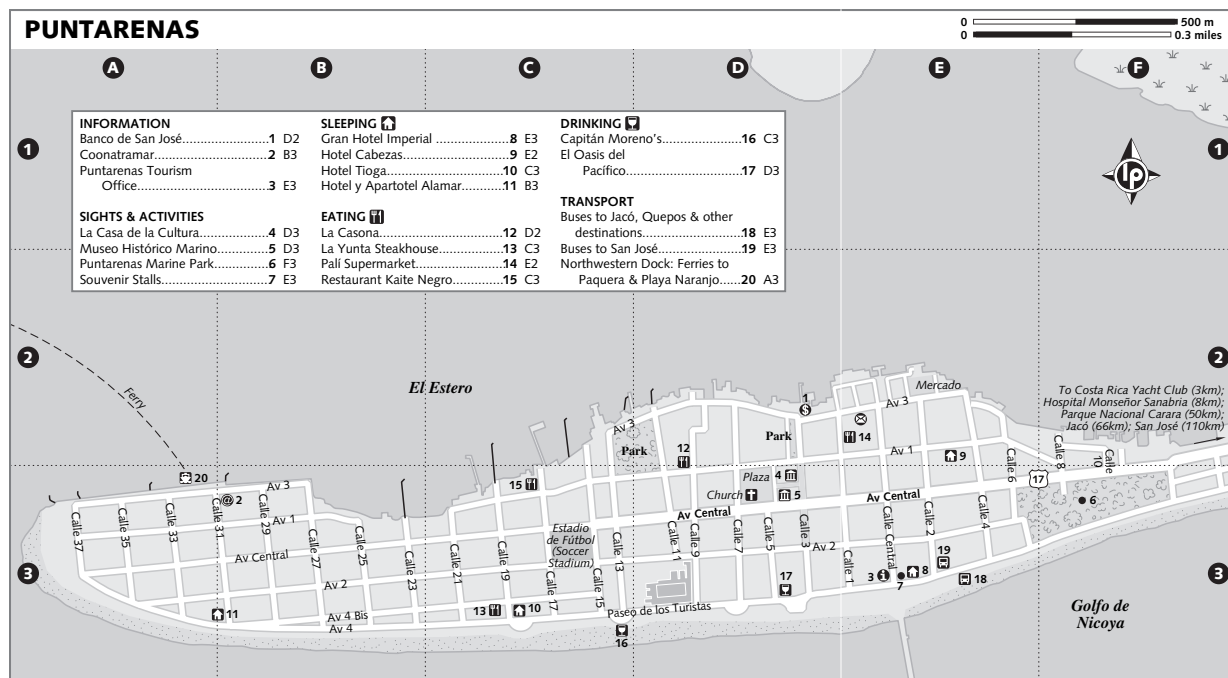 PUNTARENAS
0 500 m
0 0.3 miles
A B C D E F
INFORMATION
Banco de San José.....................1 D2
Coonatramar.............................2 B3
Puntarenas Tourism
Office..................................3 E3
SIGHTS & ACTIVITIES
La Casa de la Cultura.................4 D3
Museo Histórico Marino............5 D3
Puntarenas Marine Park.............6 F3
Souvenir Stalls...........................7 E3
SLEEPING
Gran Hotel Imperial ..................8 E3
Hotel Cabezas...........................9 E2
Hotel Tioga.............................10 C3
Hotel y Apartotel Alamar.........11 B3
EATING
La Casona................................12 D2
La Yunta Steakhouse................13 C3
Palí Supermarket......................14 E2
Restaurant Kaite Negro............15 C3
DRINKING
Capitán Moreno's....................16 C3
El Oasis del
Pacífico..............................17 D3
TRANSPORT
Buses to Jacó, Quepos & other
destinations.........................18 E3
Buses to San José.....................19 E3
Northwestern Dock: Ferries to
Paquera & Playa Naranjo.....20 A3
1 1
lp
2 2
Ferry
El Estero
Mercado
To Costa Rica Yacht Club (3km);
Hospital Monseñor Sanabria (8km);
Parque Nacional Carara (50km);
Jacó (66km); San José (110km)
1
$
Av 3
Av 3
14
Park
Park
12
Av 1
9
Calle 6
Calle 8
Calle 10
17
20
15
Plaza
4
Church
5
6
Av 3
@ 2
Av Central
Av Central
Av 1
Calle 37
Calle 35
Calle 33
Calle 31
Calle 29
Calle 27
Calle 25
Calle 23
Calle 21
Calle 19
Calle 17
Calle 15
Calle 13
Calle 11
Calle 9
Calle 7
Calle 5
Calle 3
Calle 1
Calle Central
Calle 2
Calle 4
Estadio
de Fútbol
(Soccer
Stadium)
Av Central
Av 2
Av 2
19
3 3
3 i
7
8
18
17
11
Av 4 Bis
Av 4
13
10
Paseo de los Turistas
16
Golfo de
Nicoya